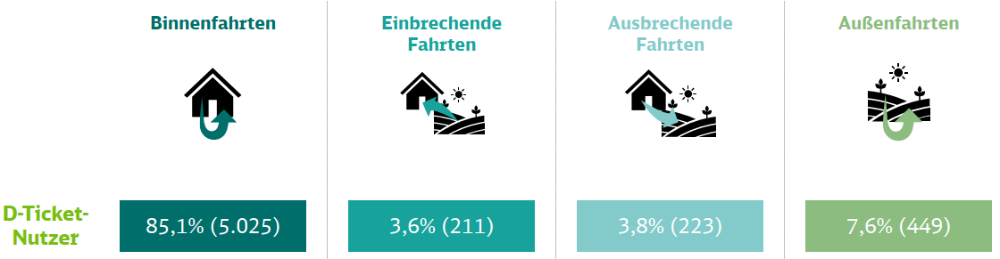 Binnenfahrten
Einbrechende
Fahrten
Ausbrechende
Fahrten
Außenfahrten
D-Ticket-
Nutzer
85,1% (5.025)
3,6% (211)
3,8% (223)
7,6% (449)